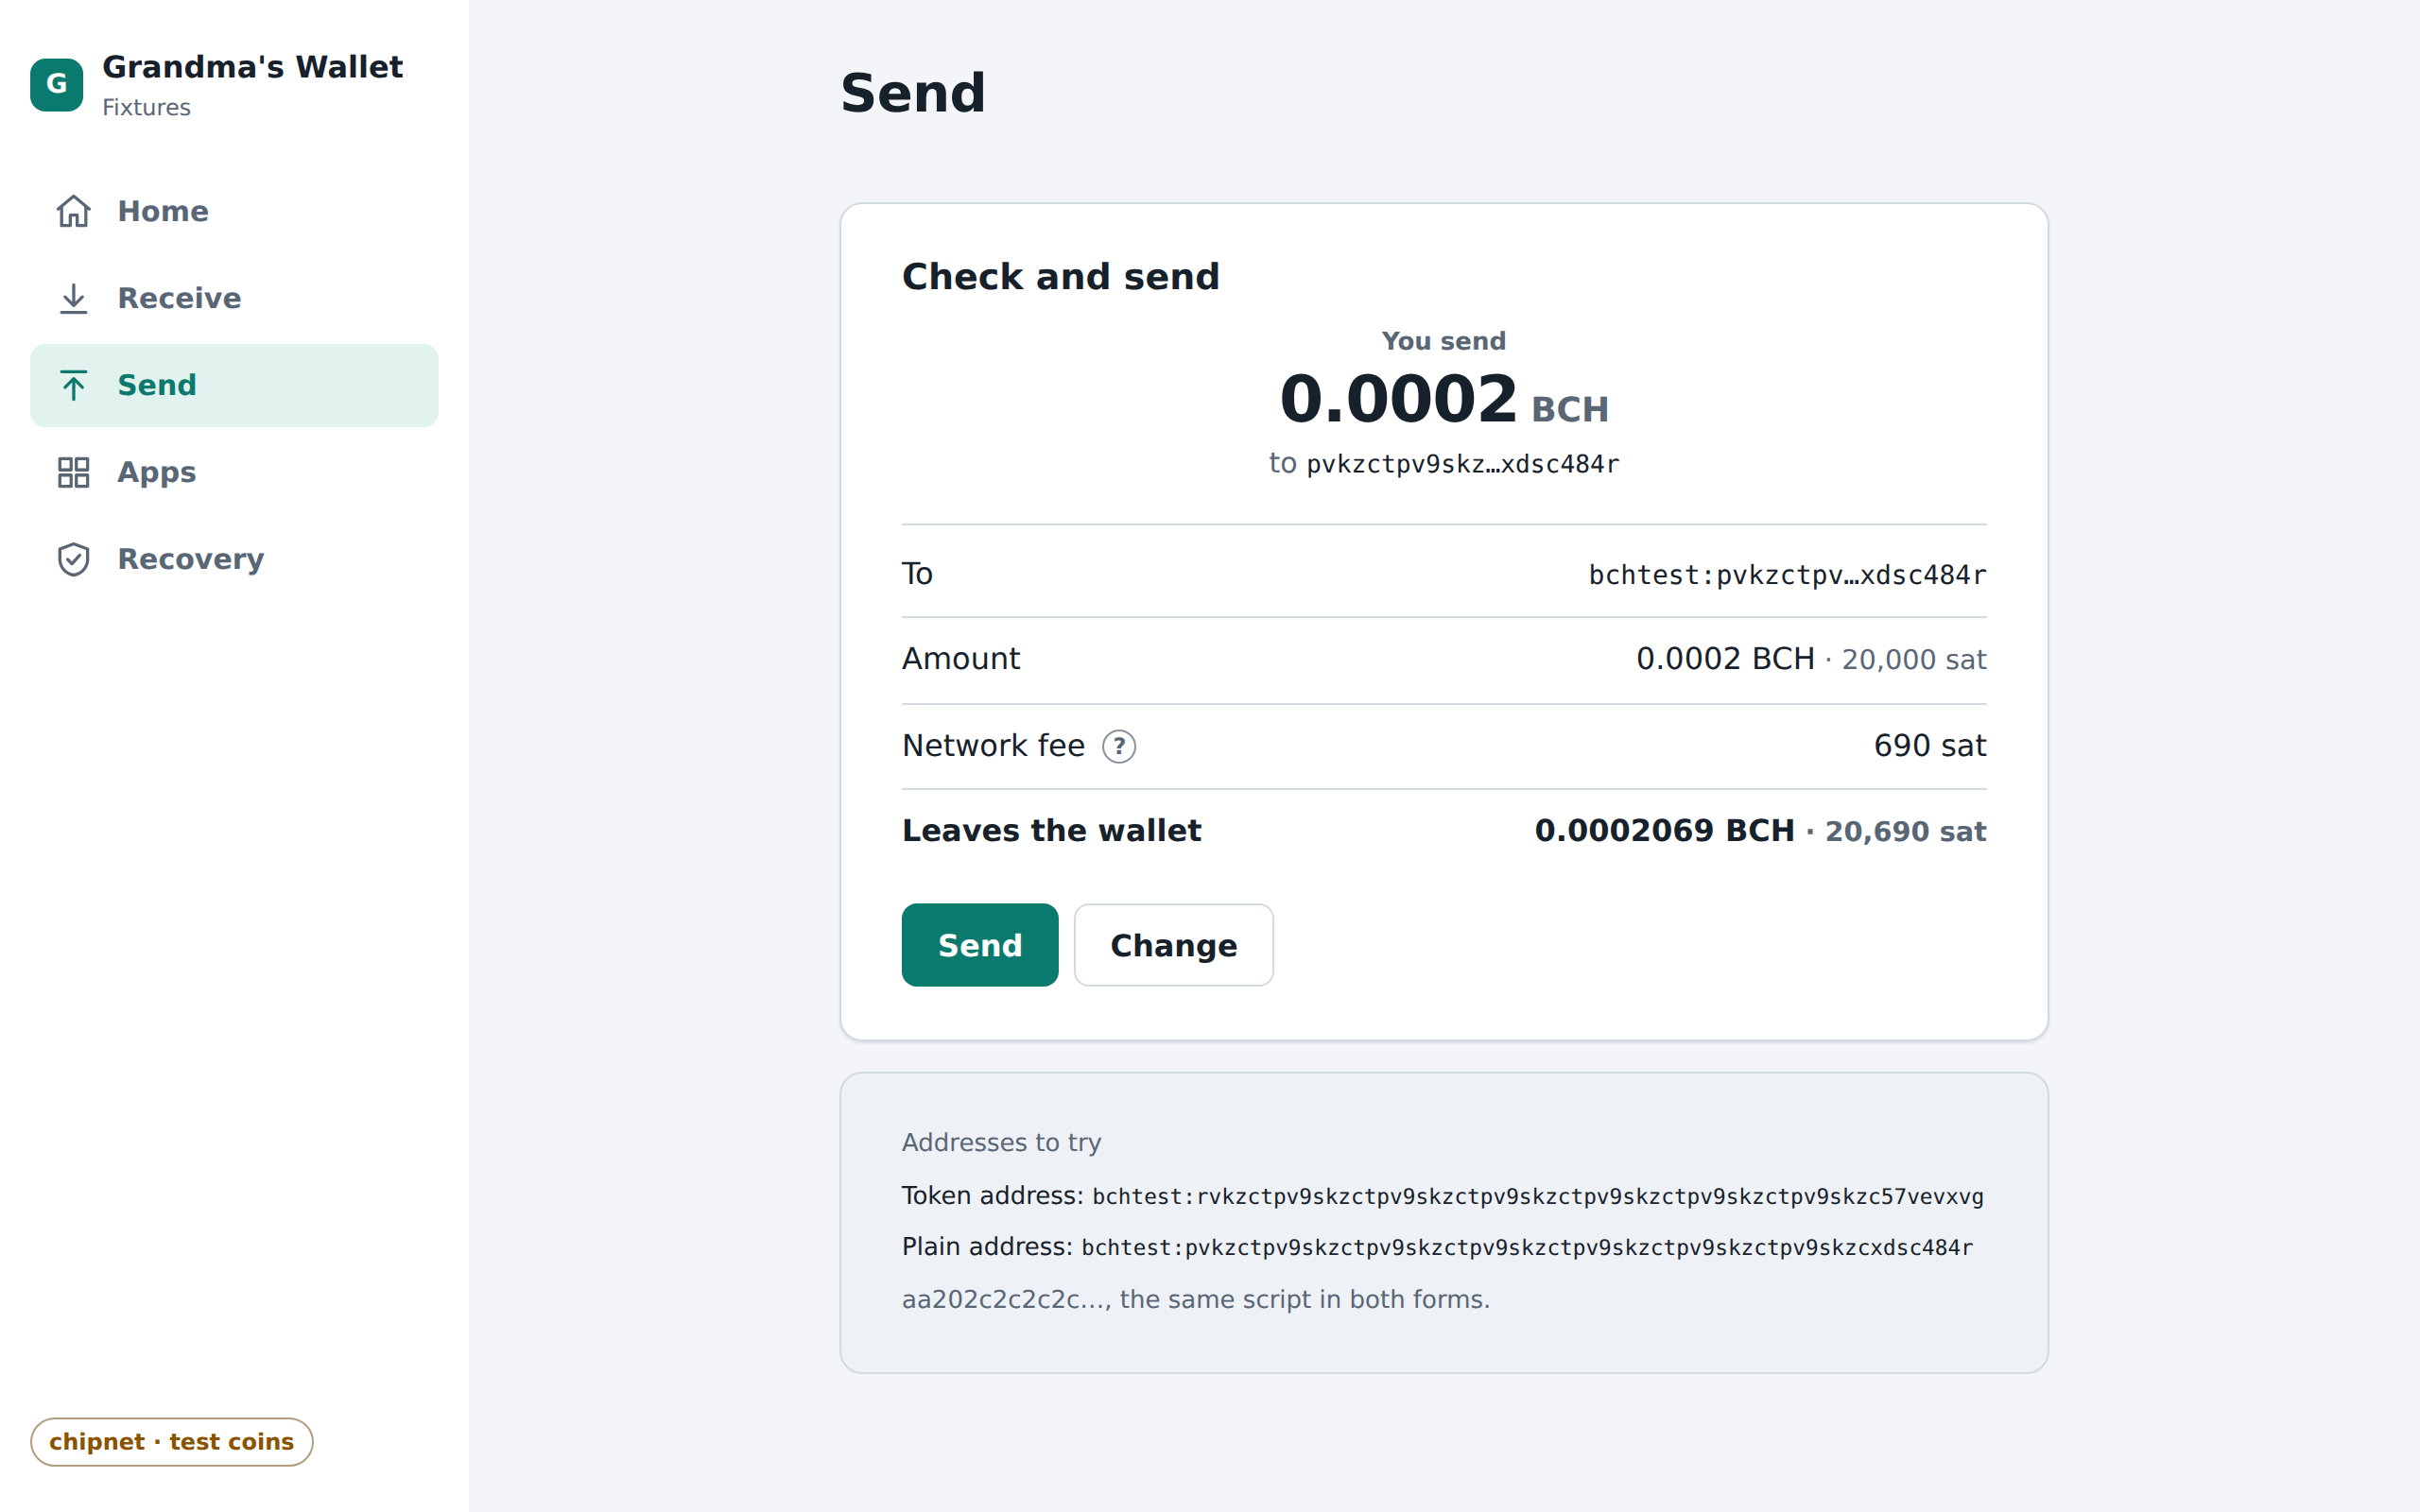 G
Grandma's Wallet
Fixtures
Home
Receive
Send
Apps
Recovery
chipnet · test coins
Send
Check and send
You send
0.0002 BCH
to pvkzctpv9skz…xdsc484r
To bchtest:pvkzctpv…xdsc484r
Amount 0.0002 BCH · 20,000 sat
Network fee ? 690 sat
Leaves the wallet 0.0002069 BCH · 20,690 sat
Send Change
Addresses to try
Token address: bchtest:rvkzctpv9skzctpv9skzctpv9skzctpv9skzctpv9skzctpv9skzc57vevxvg
Plain address: bchtest:pvkzctpv9skzctpv9skzctpv9skzctpv9skzctpv9skzctpv9skzcxdsc484r
aa202c2c2c2c…, the same script in both forms.